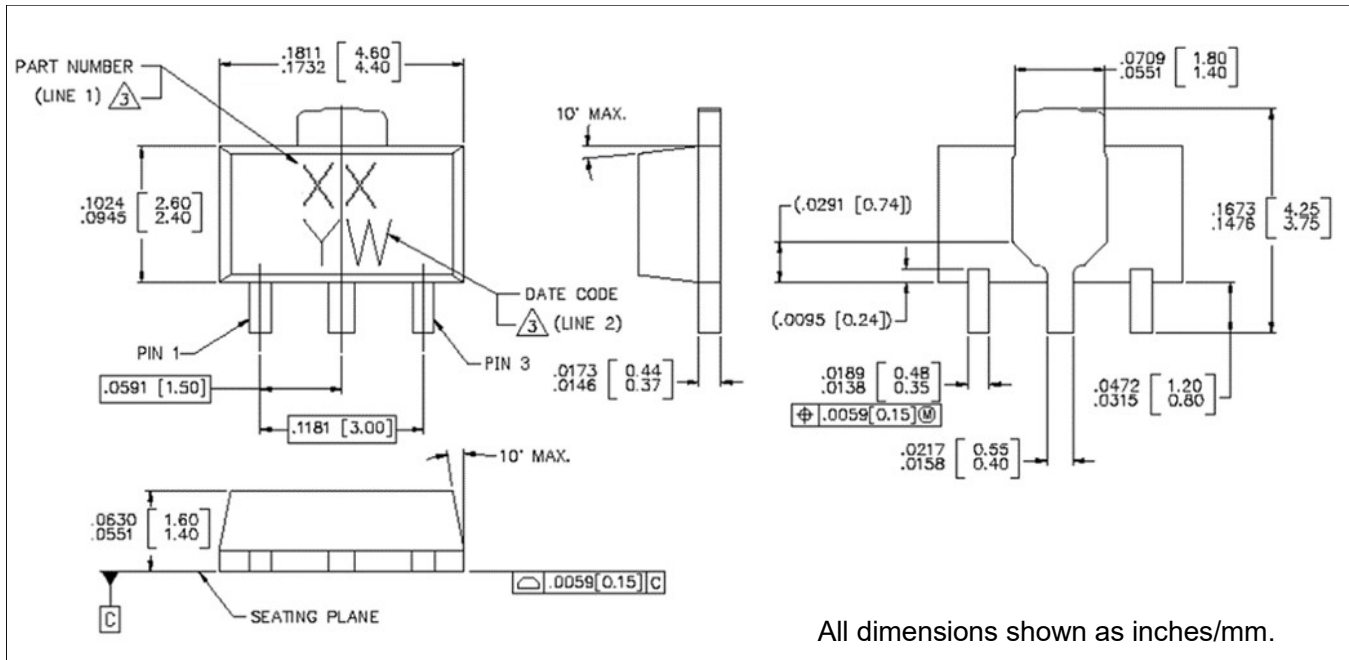 .1811 [ 4.60
.1732 [ 4.40 ]
PART NUMBER
(LINE 1) 3
.1024 [ 2.60
.0945 [ 2.40 ]
XX
YW
DATE CODE
3 (LINE 2)
PIN 1
PIN 3
.0591 [1.50]
.1181 [3.00]
10° MAX.
.0173 [ 0.44
.0146 [ 0.37 ]
.0709 [ 1.80
.0551 [ 1.40 ]
(.0291 [0.74])
(.0095 [0.24])
.1673 [ 4.25
.1476 [ 3.75 ]
.0189 [ 0.48
.0138 [ 0.35 ]
⌖ .0059[0.15]Ⓜ
.0472 [ 1.20
.0315 [ 0.80 ]
.0217 [ 0.55
.0158 [ 0.40 ]
10° MAX.
.0630 [ 1.60
.0551 [ 1.40 ]
⌓ .0059[0.15] C
C
SEATING PLANE
All dimensions shown as inches/mm.